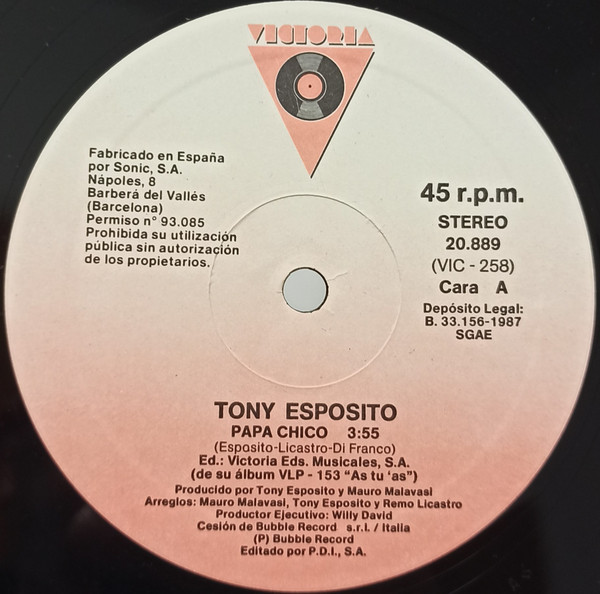 VICTORIA
Fabricado en España
por Sonic, S.A.
Nápoles, 8
Barberá del Vallés
(Barcelona)
Permiso n° 93.085
Prohibida su utilización
pública sin autorización
de los propietarios.
45 r.p.m.
STEREO
20.889
(VIC - 258)
Cara A
Depósito Legal:
B. 33.156-1987
SGAE
TONY ESPOSITO
PAPA CHICO 3:55
(Esposito-Licastro-Di Franco)
Ed.: Victoria Eds. Musicales, S.A.
(de su álbum VLP - 153 "As tu 'as")
Producido por Tony Esposito y Mauro Malavasi
Arreglos: Mauro Malavasi, Tony Esposito y Remo Licastro
Productor Ejecutivo: Willy David
Cesión de Bubble Record s.r.l. / Italia
(P) Bubble Record
Editado por P.D.I., S.A.